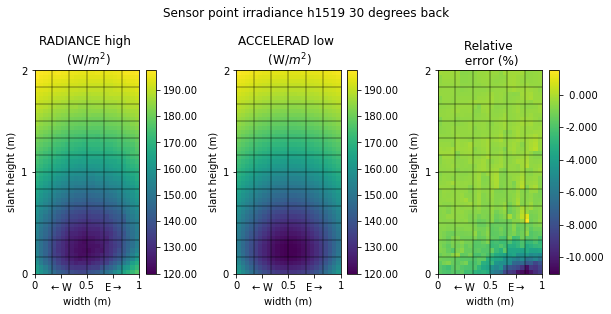 Sensor point irradiance h1519 30 degrees back
RADIANCE high
(W/m²)
ACCELERAD low
(W/m²)
Relative
error (%)
2
1
0
slant height (m)
0
0.5
1
←W
E→
width (m)
190.00
180.00
170.00
160.00
150.00
140.00
130.00
120.00
2
1
0
slant height (m)
0
0.5
1
←W
E→
width (m)
190.00
180.00
170.00
160.00
150.00
140.00
130.00
120.00
2
1
0
slant height (m)
0
0.5
1
←W
E→
width (m)
0.000
-2.000
-4.000
-6.000
-8.000
-10.000